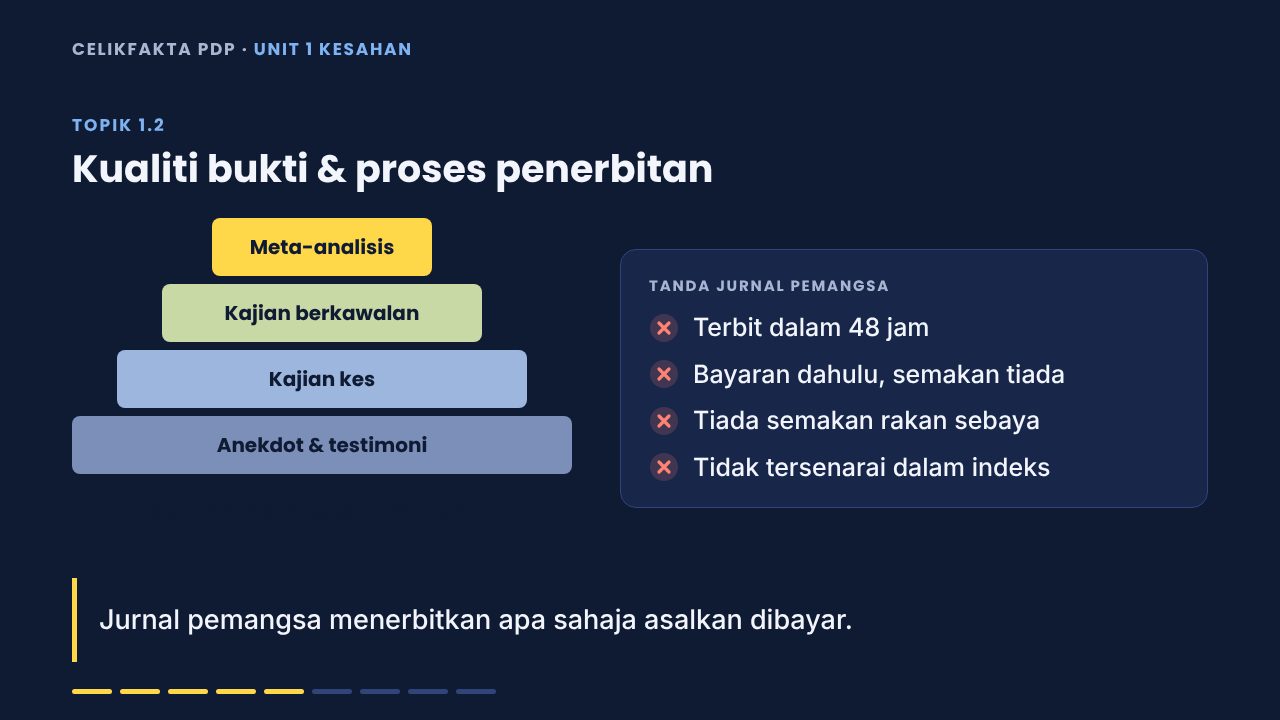 CELIKFAKTA PDP · UNIT 1 KESAHAN
TOPIK 1.2
Kualiti bukti & proses penerbitan
Meta-analisis
Kajian berkawalan
Kajian kes
Anekdot & testimoni
TANDA JURNAL PEMANGSA
Terbit dalam 48 jam
Bayaran dahulu, semakan tiada
Tiada semakan rakan sebaya
Tidak tersenarai dalam indeks
Jurnal pemangsa menerbitkan apa sahaja asalkan dibayar.